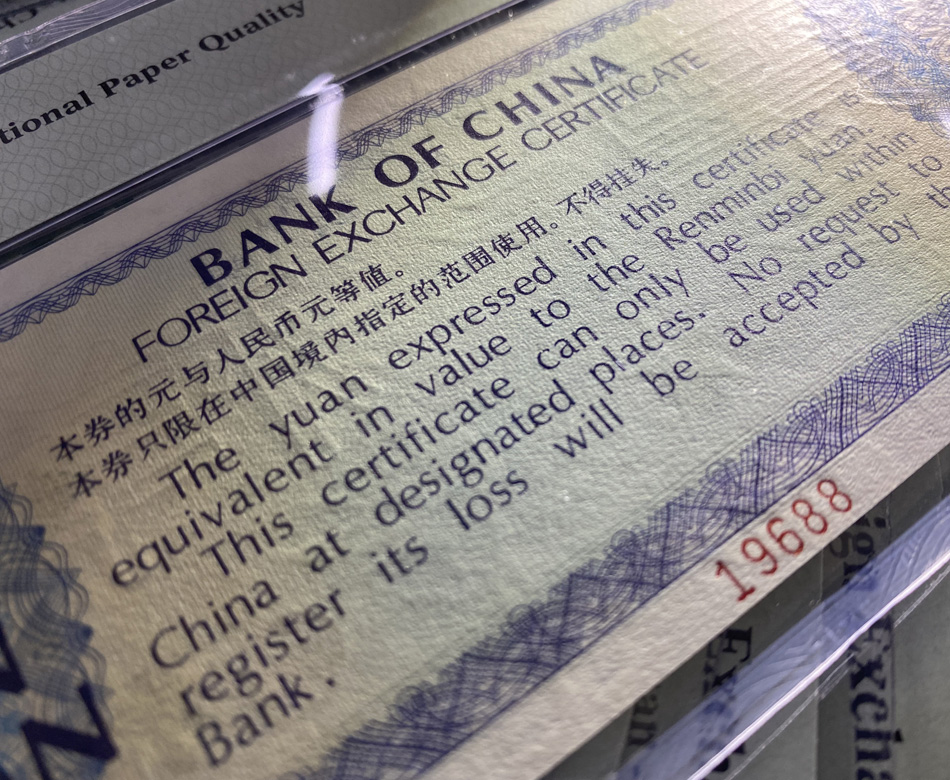 tional Paper Quality
BANK OF CHINA
FOREIGN EXCHANGE CERTIFICATE
本券的元与人民币元等值。
本券只限在中国境内指定的范围使用。不得挂失。
The yuan expressed in this certificate is
equivalent in value to the Renminbi yuan.
This certificate can only be used within
China at designated places. No request to
register its loss will be accepted by the
Bank.
19688